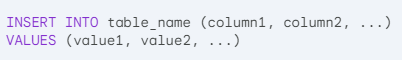 INSERT INTO table_name (column1, column2, ...)
VALUES (value1, value2, ...)